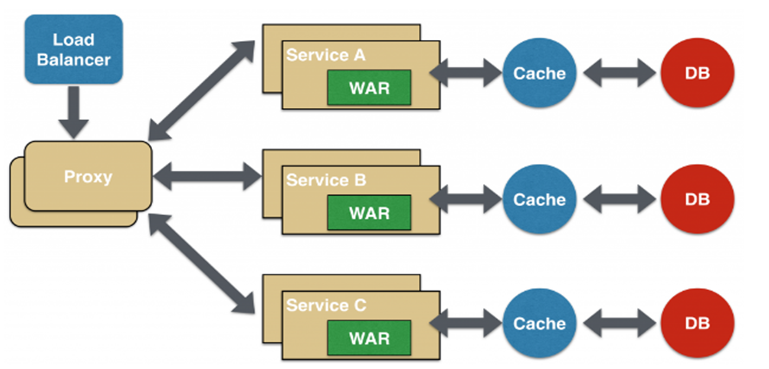 Load
Balancer
Service A
WAR
Cache
DB
Proxy
Service B
WAR
Cache
DB
Service C
WAR
Cache
DB